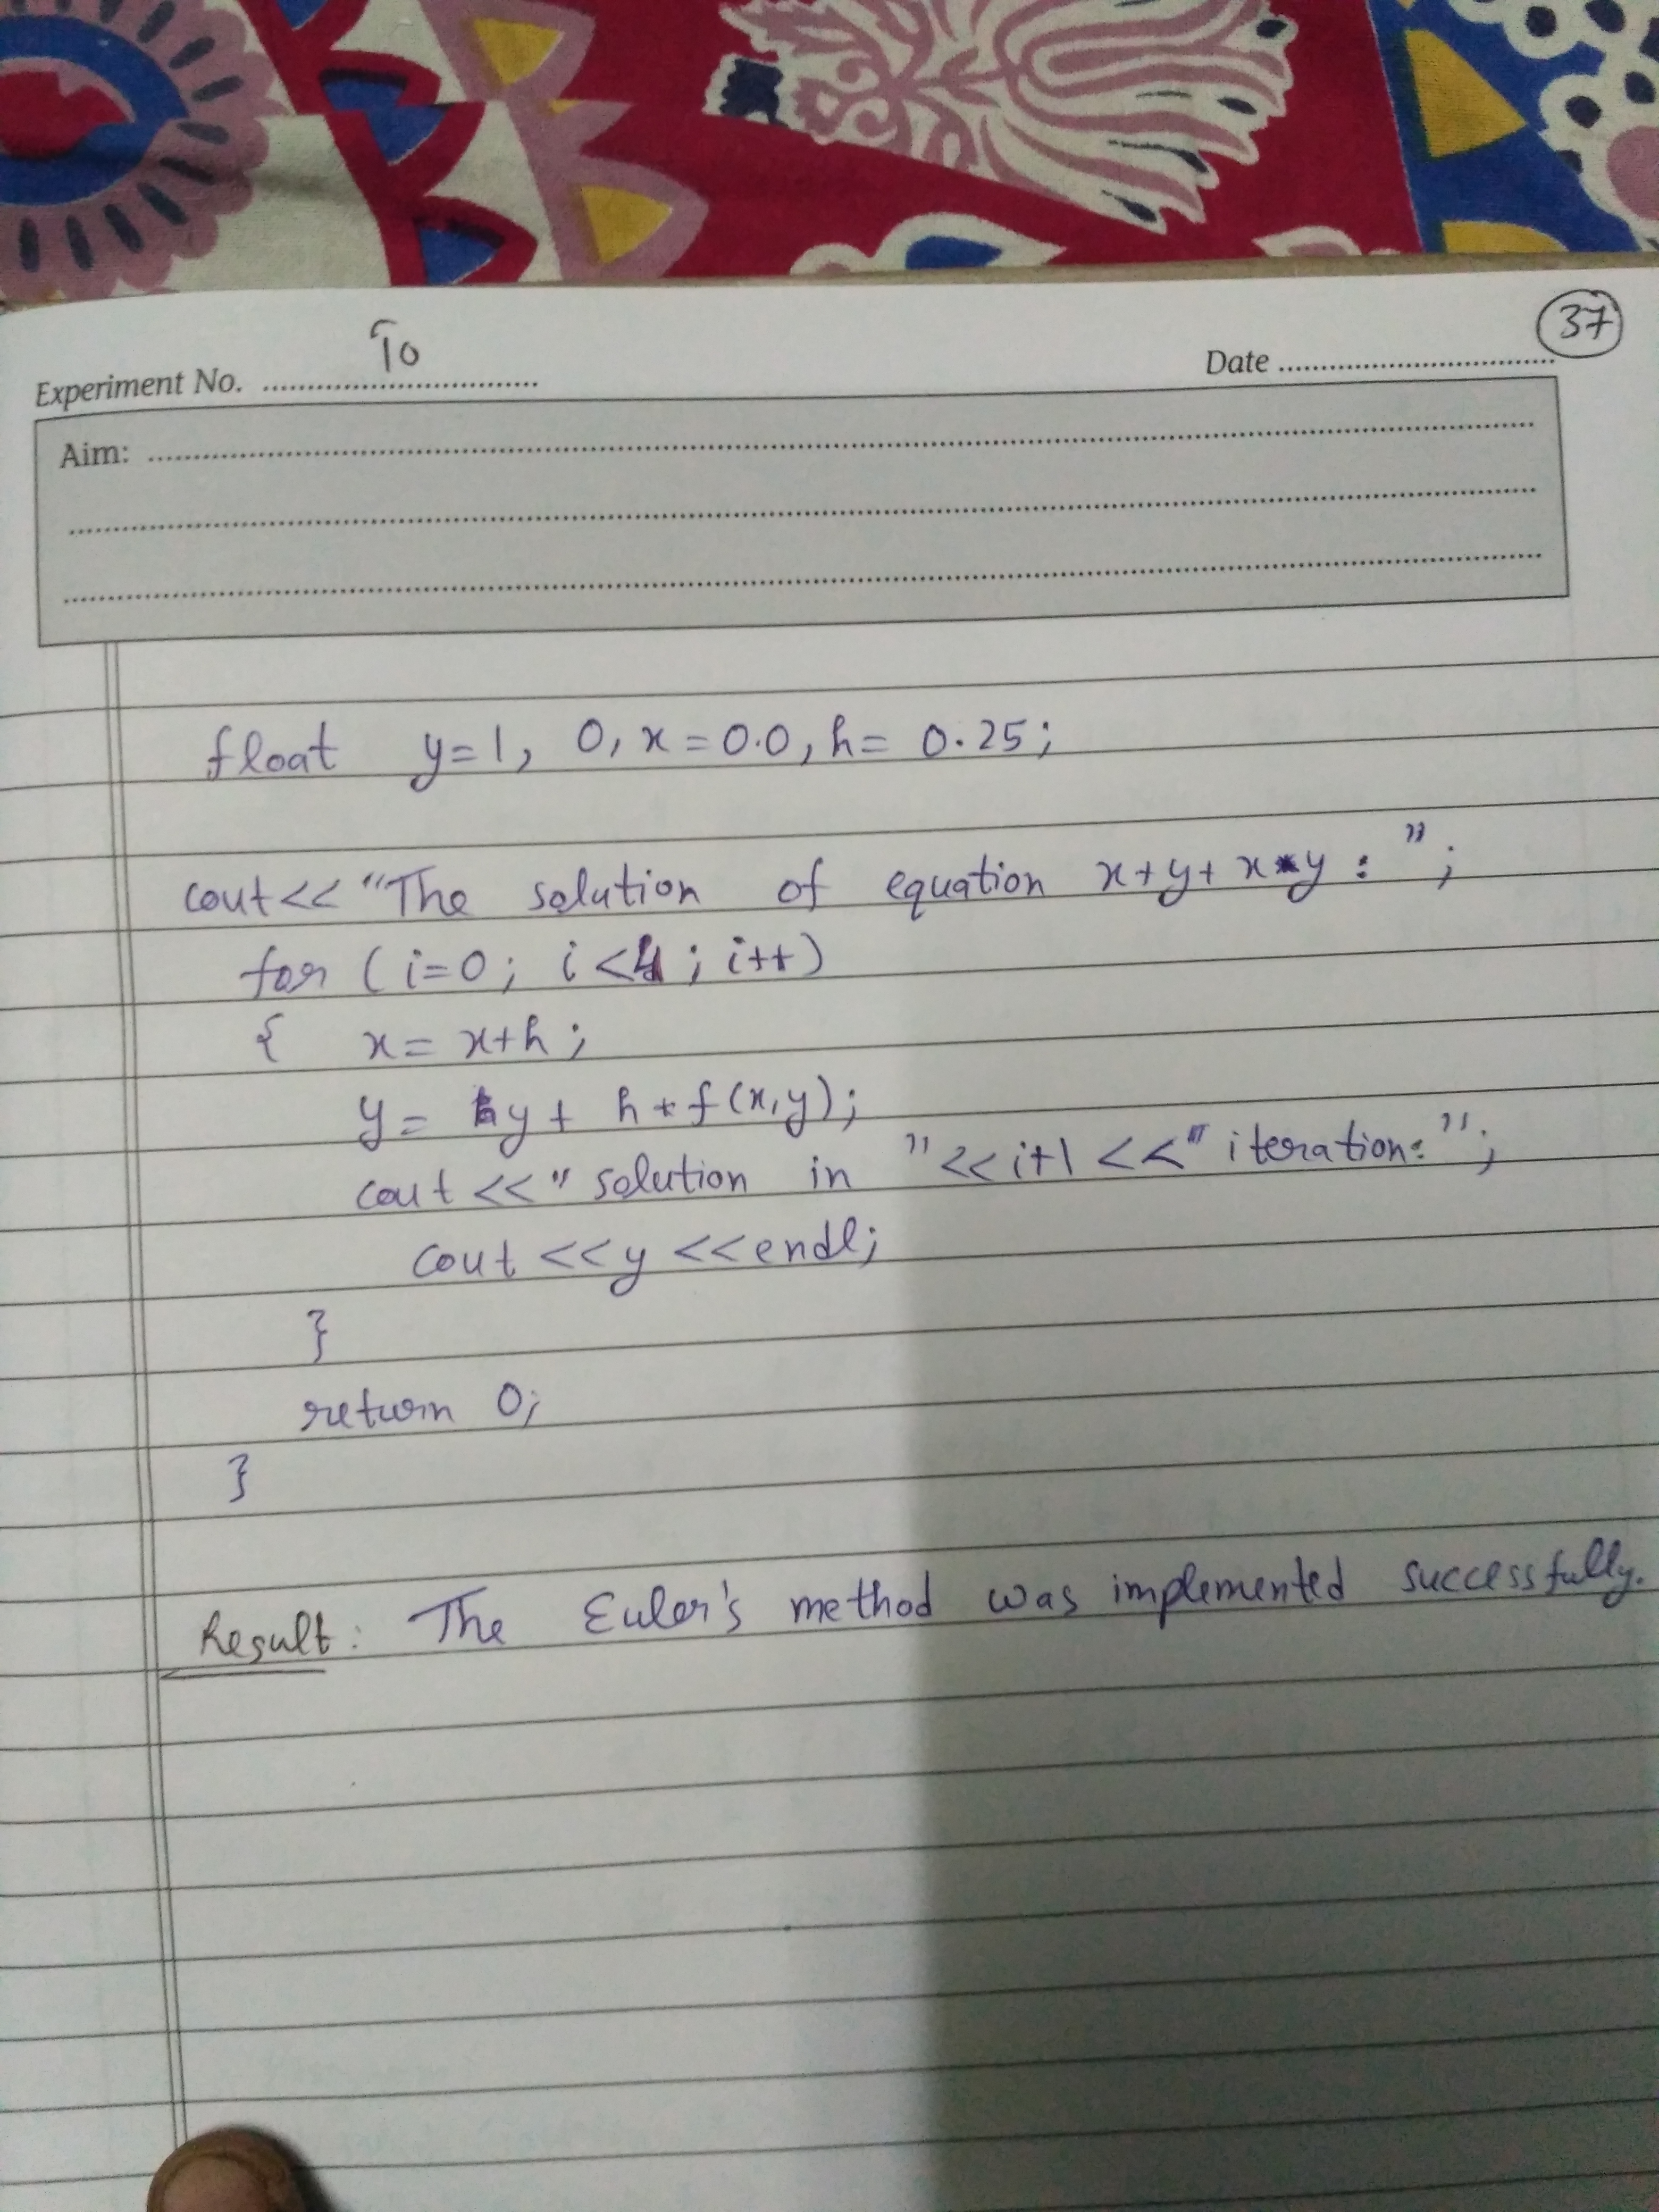 37
Experiment No. 10
Date
Aim:
float y=1, 0, x=0.0, h= 0.25;
cout<< "The solution of equation x+y+x*y : " ;
for (i=0; i<4; i++)
{ x= x+h ;
y= y+ h*f(x,y);
cout <<" solution in "<<i+1 <<" iteration: ";
cout <<y <<endl;
}
return 0;
}
Result: The Euler's method was implemented successfully.